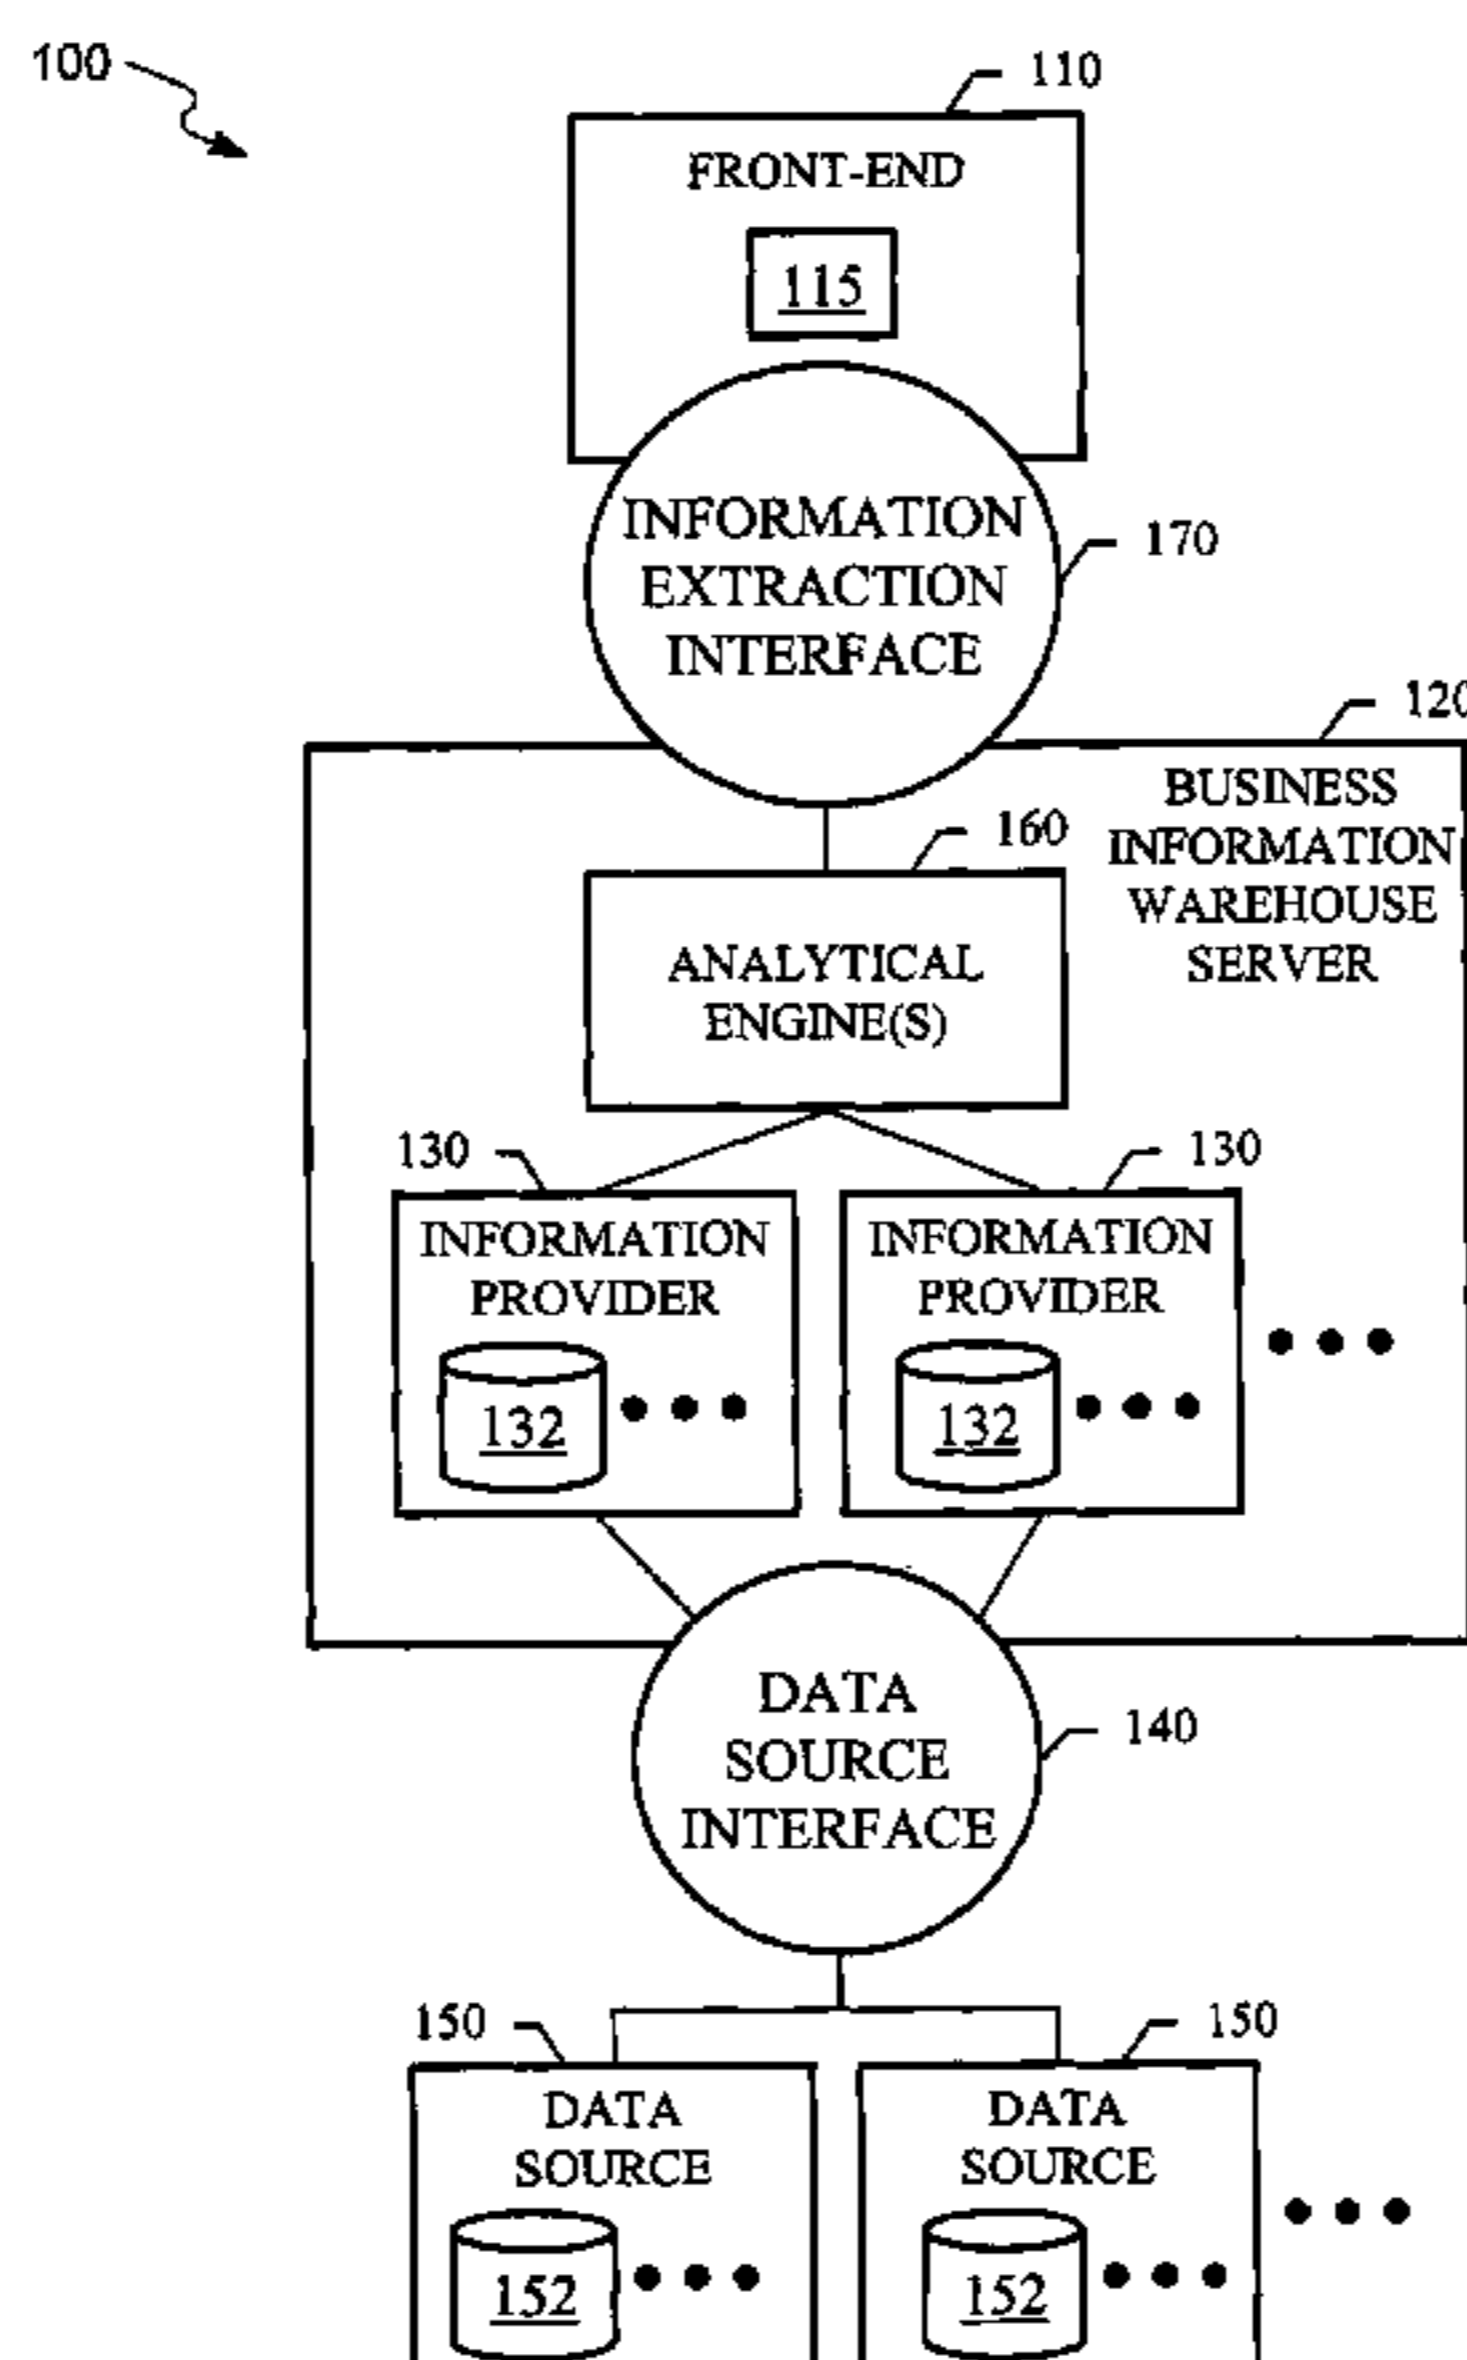 100
110
FRONT-END
115
INFORMATION
EXTRACTION
INTERFACE
170
120
BUSINESS
INFORMATION
WAREHOUSE
SERVER
160
ANALYTICAL
ENGINE(S)
130
130
INFORMATION
PROVIDER
132
INFORMATION
PROVIDER
132
DATA
SOURCE
INTERFACE
140
150
150
DATA
SOURCE
152
DATA
SOURCE
152